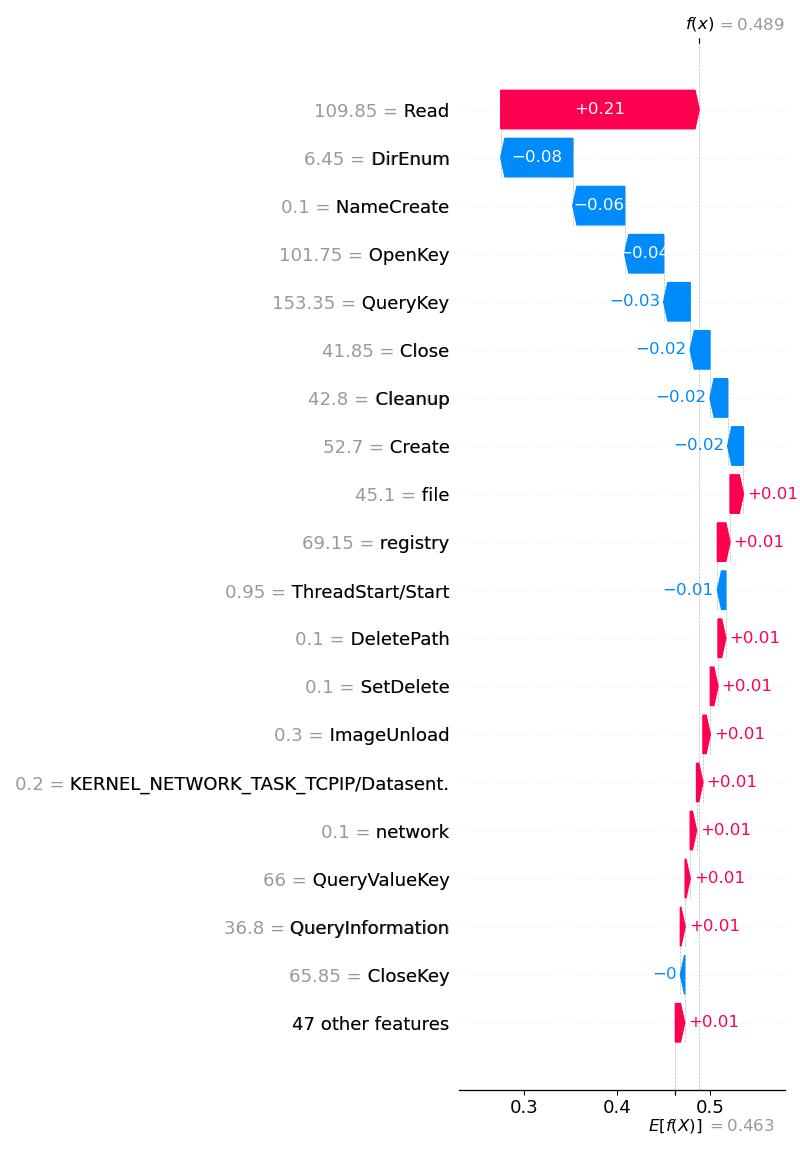 f(x) = 0.489
109.85 = Read +0.21
6.45 = DirEnum −0.08
0.1 = NameCreate −0.06
101.75 = OpenKey −0.04
153.35 = QueryKey −0.03
41.85 = Close −0.02
42.8 = Cleanup −0.02
52.7 = Create −0.02
45.1 = file +0.01
69.15 = registry +0.01
0.95 = ThreadStart/Start −0.01
0.1 = DeletePath +0.01
0.1 = SetDelete +0.01
0.3 = ImageUnload +0.01
0.2 = KERNEL_NETWORK_TASK_TCPIP/Datasent. +0.01
0.1 = network +0.01
66 = QueryValueKey +0.01
36.8 = QueryInformation +0.01
65.85 = CloseKey −0
47 other features +0.01
0.3 0.4 0.5
E[f(X)] = 0.463